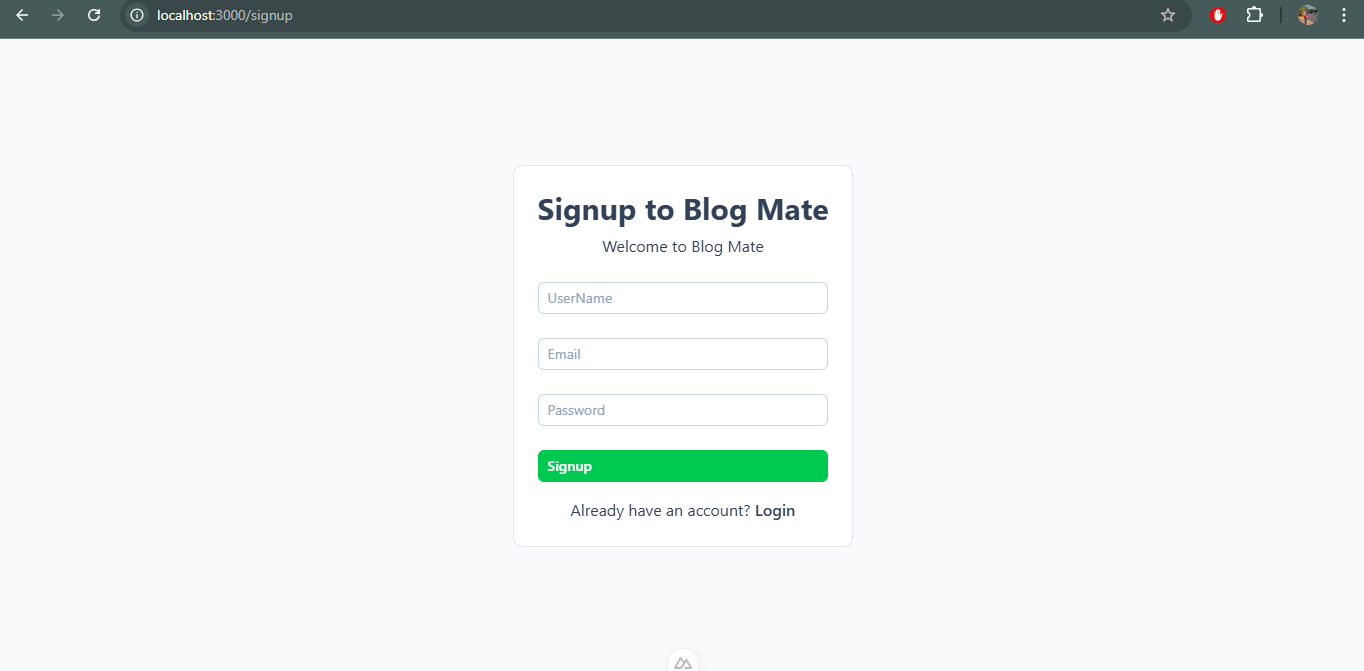 localhost:3000/signup
Signup to Blog Mate
Welcome to Blog Mate
UserName
Email
Password
Signup
Already have an account? Login